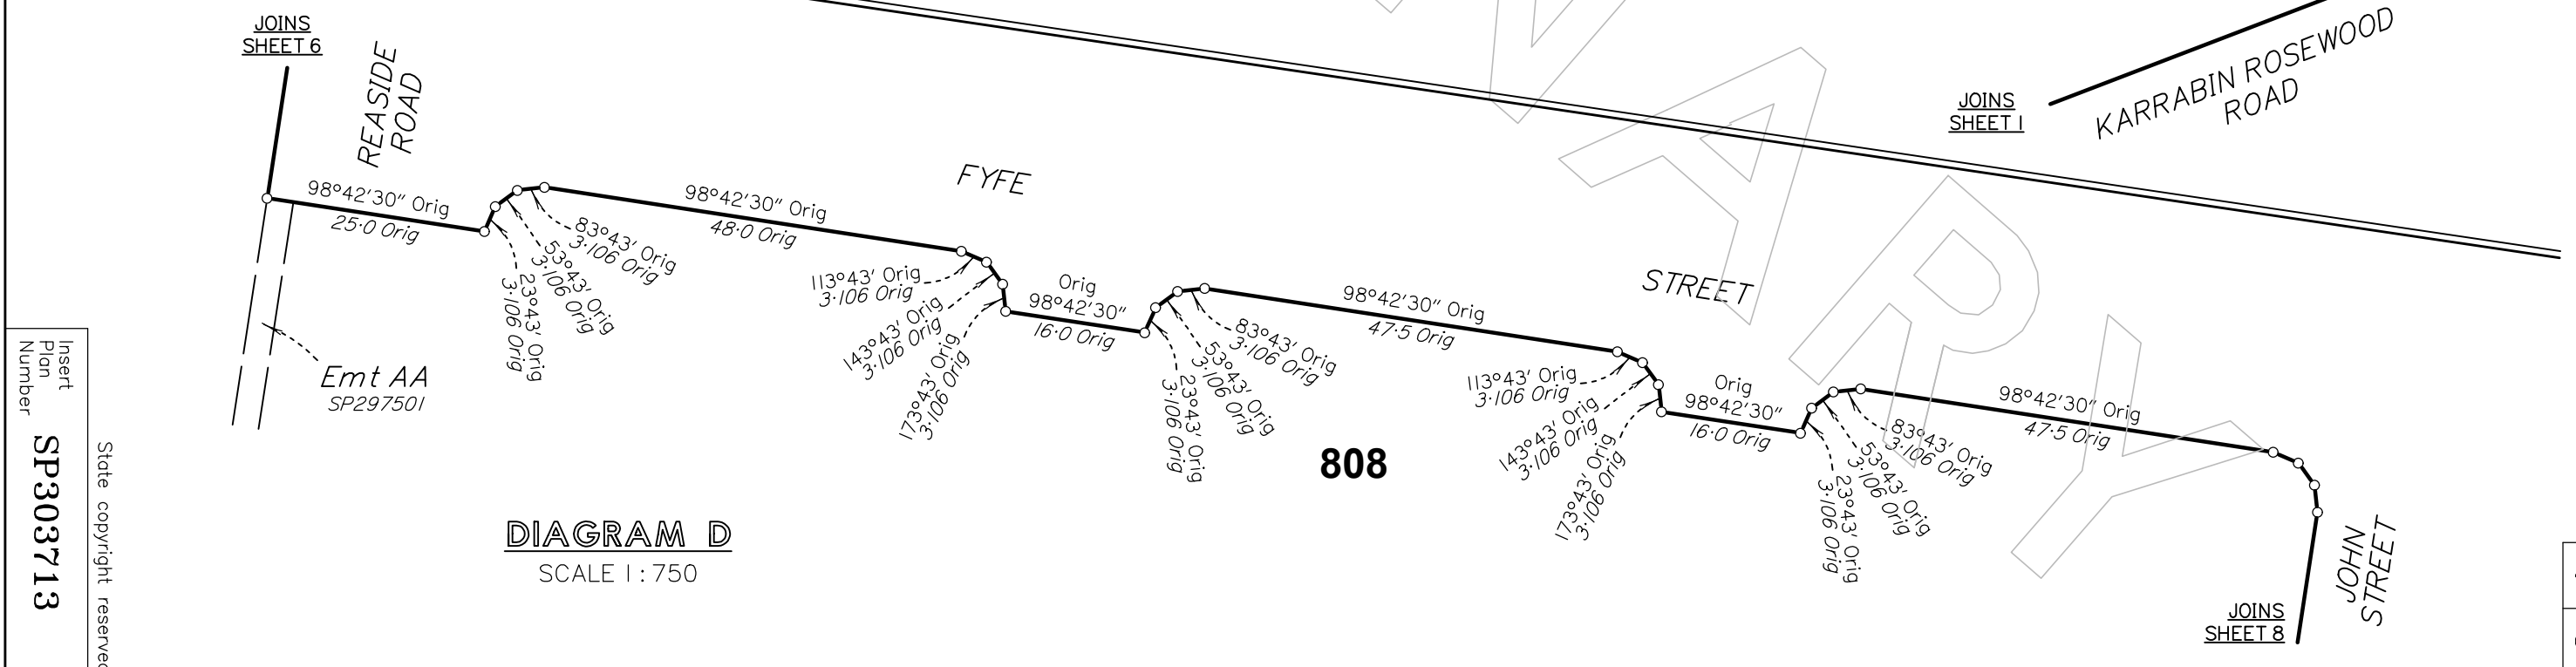 JOINS
SHEET 6
REASIDE
ROAD
98°42'30" Orig
25·0 Orig
23°43' Orig
3·106 Orig
53°43' Orig
3·106 Orig
83°43' Orig
3·106 Orig
98°42'30" Orig
48·0 Orig
FYFE
113°43' Orig
3·106 Orig
143°43' Orig
3·106 Orig
173°43' Orig
3·106 Orig
Orig
98°42'30"
16·0 Orig
23°43' Orig
3·106 Orig
53°43' Orig
3·106 Orig
83°43' Orig
3·106 Orig
98°42'30" Orig
47·5 Orig
STREET
113°43' Orig
3·106 Orig
143°43' Orig
3·106 Orig
173°43' Orig
3·106 Orig
Orig
98°42'30"
16·0 Orig
23°43' Orig
3·106 Orig
53°43' Orig
3·106 Orig
83°43' Orig
3·106 Orig
98°42'30" Orig
47·5 Orig
JOINS
SHEET 1
KARRABIN ROSEWOOD
ROAD
ARY
Emt AA
SP297501
808
DIAGRAM D
SCALE 1:750
JOHN
STREET
JOINS
SHEET 8
Insert
Plan
Number
SP303713
State copyright reserved